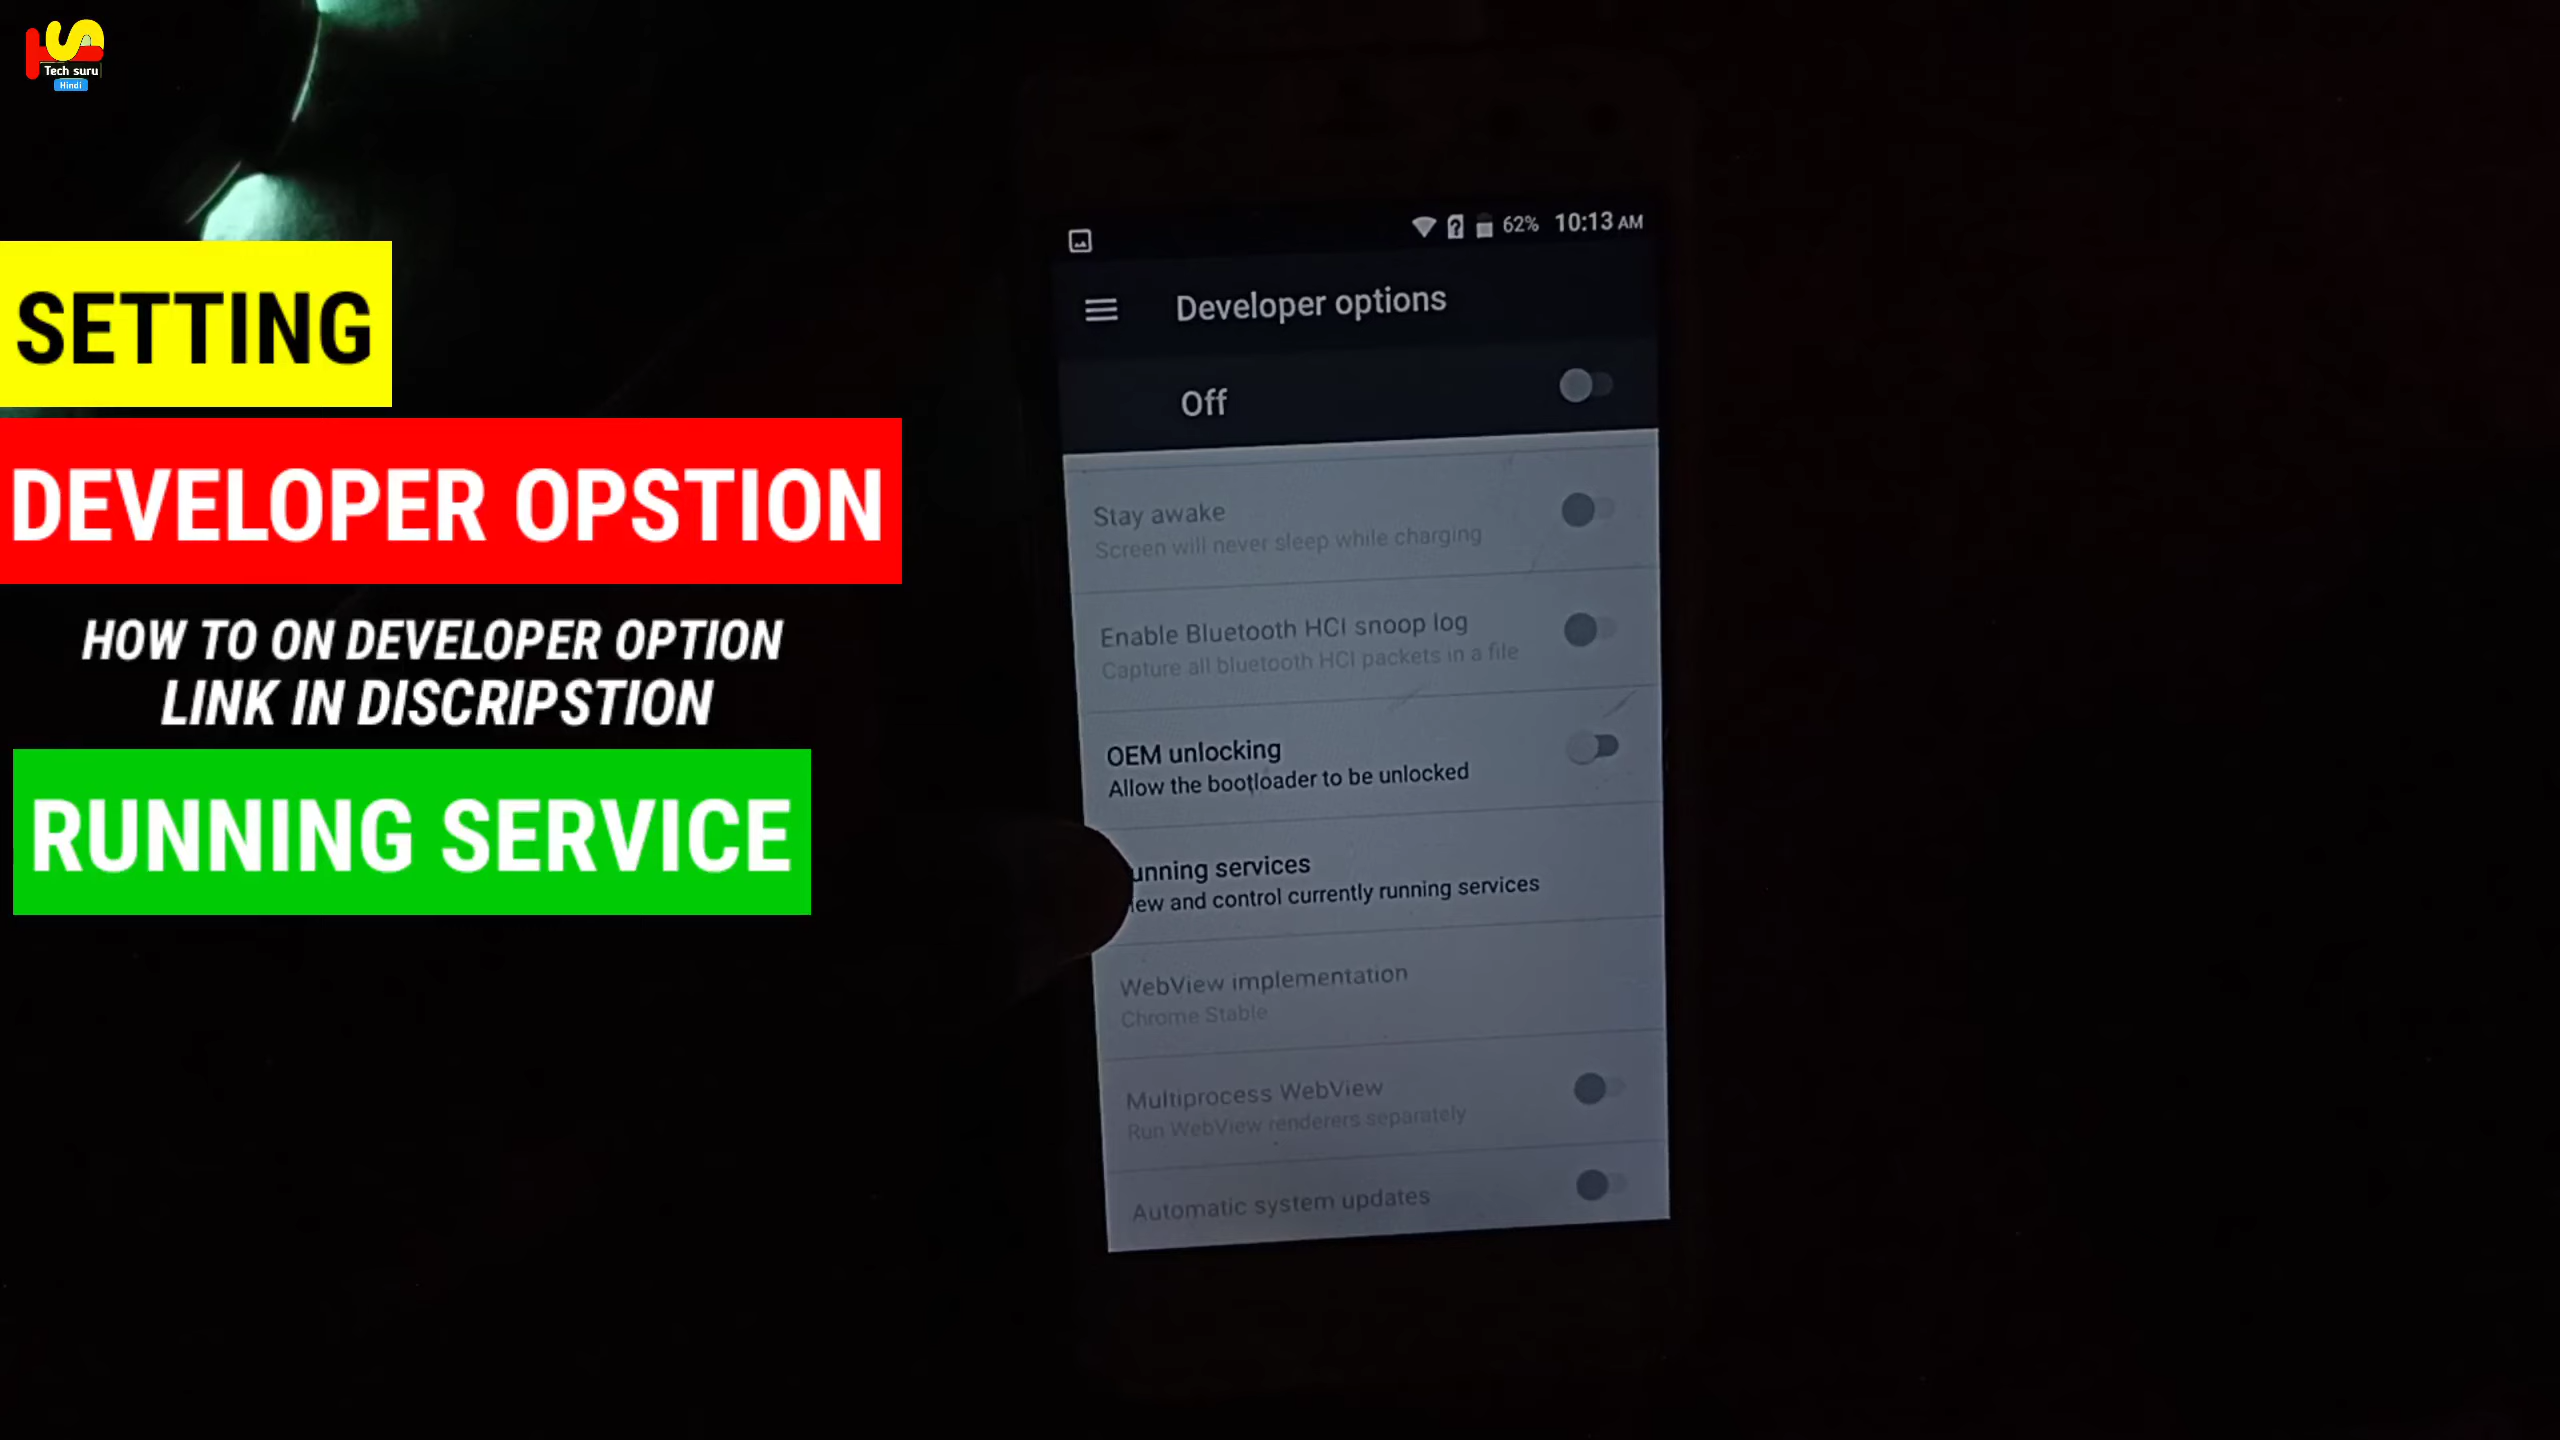 Tech suru
Hindi
SETTING
DEVELOPER OPSTION
HOW TO ON DEVELOPER OPTION
LINK IN DISCRIPSTION
RUNNING SERVICE
62% 10:13 AM
Developer options
Off
Stay awake
Screen will never sleep while charging
Enable Bluetooth HCI snoop log
Capture all bluetooth HCI packets in a file
OEM unlocking
Allow the bootloader to be unlocked
unning services
iew and control currently running services
WebView implementation
Chrome Stable
Multiprocess WebView
Run WebView renderers separately
Automatic system updates